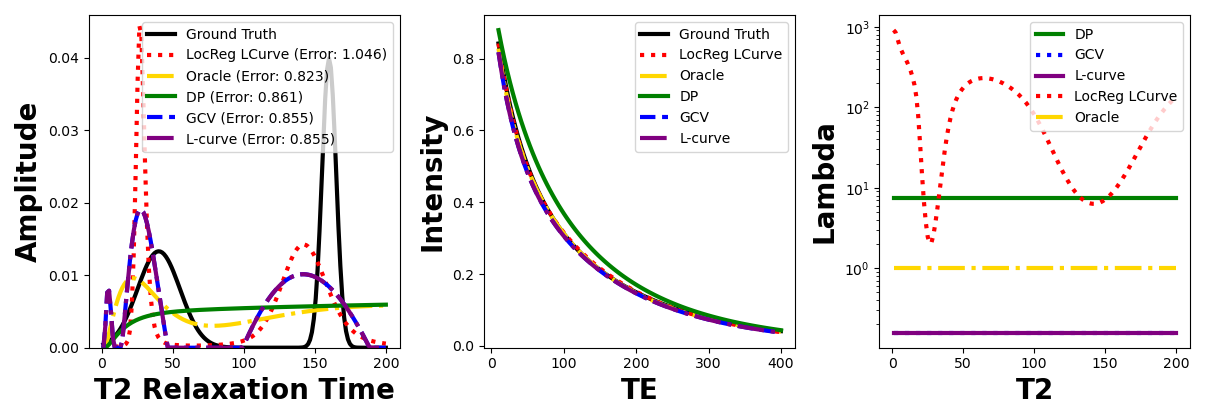 Amplitude
0.04
0.03
0.02
0.01
0.00
Ground Truth
LocReg LCurve (Error: 1.046)
Oracle (Error: 0.823)
DP (Error: 0.861)
GCV (Error: 0.855)
L-curve (Error: 0.855)
0 50 100 150 200
T2 Relaxation Time
Intensity
0.8
0.6
0.4
0.2
0.0
Ground Truth
LocReg LCurve
Oracle
DP
GCV
L-curve
0 100 200 300 400
TE
Lambda
10³
10²
10¹
10⁰
DP
GCV
L-curve
LocReg LCurve
Oracle
0 50 100 150 200
T2